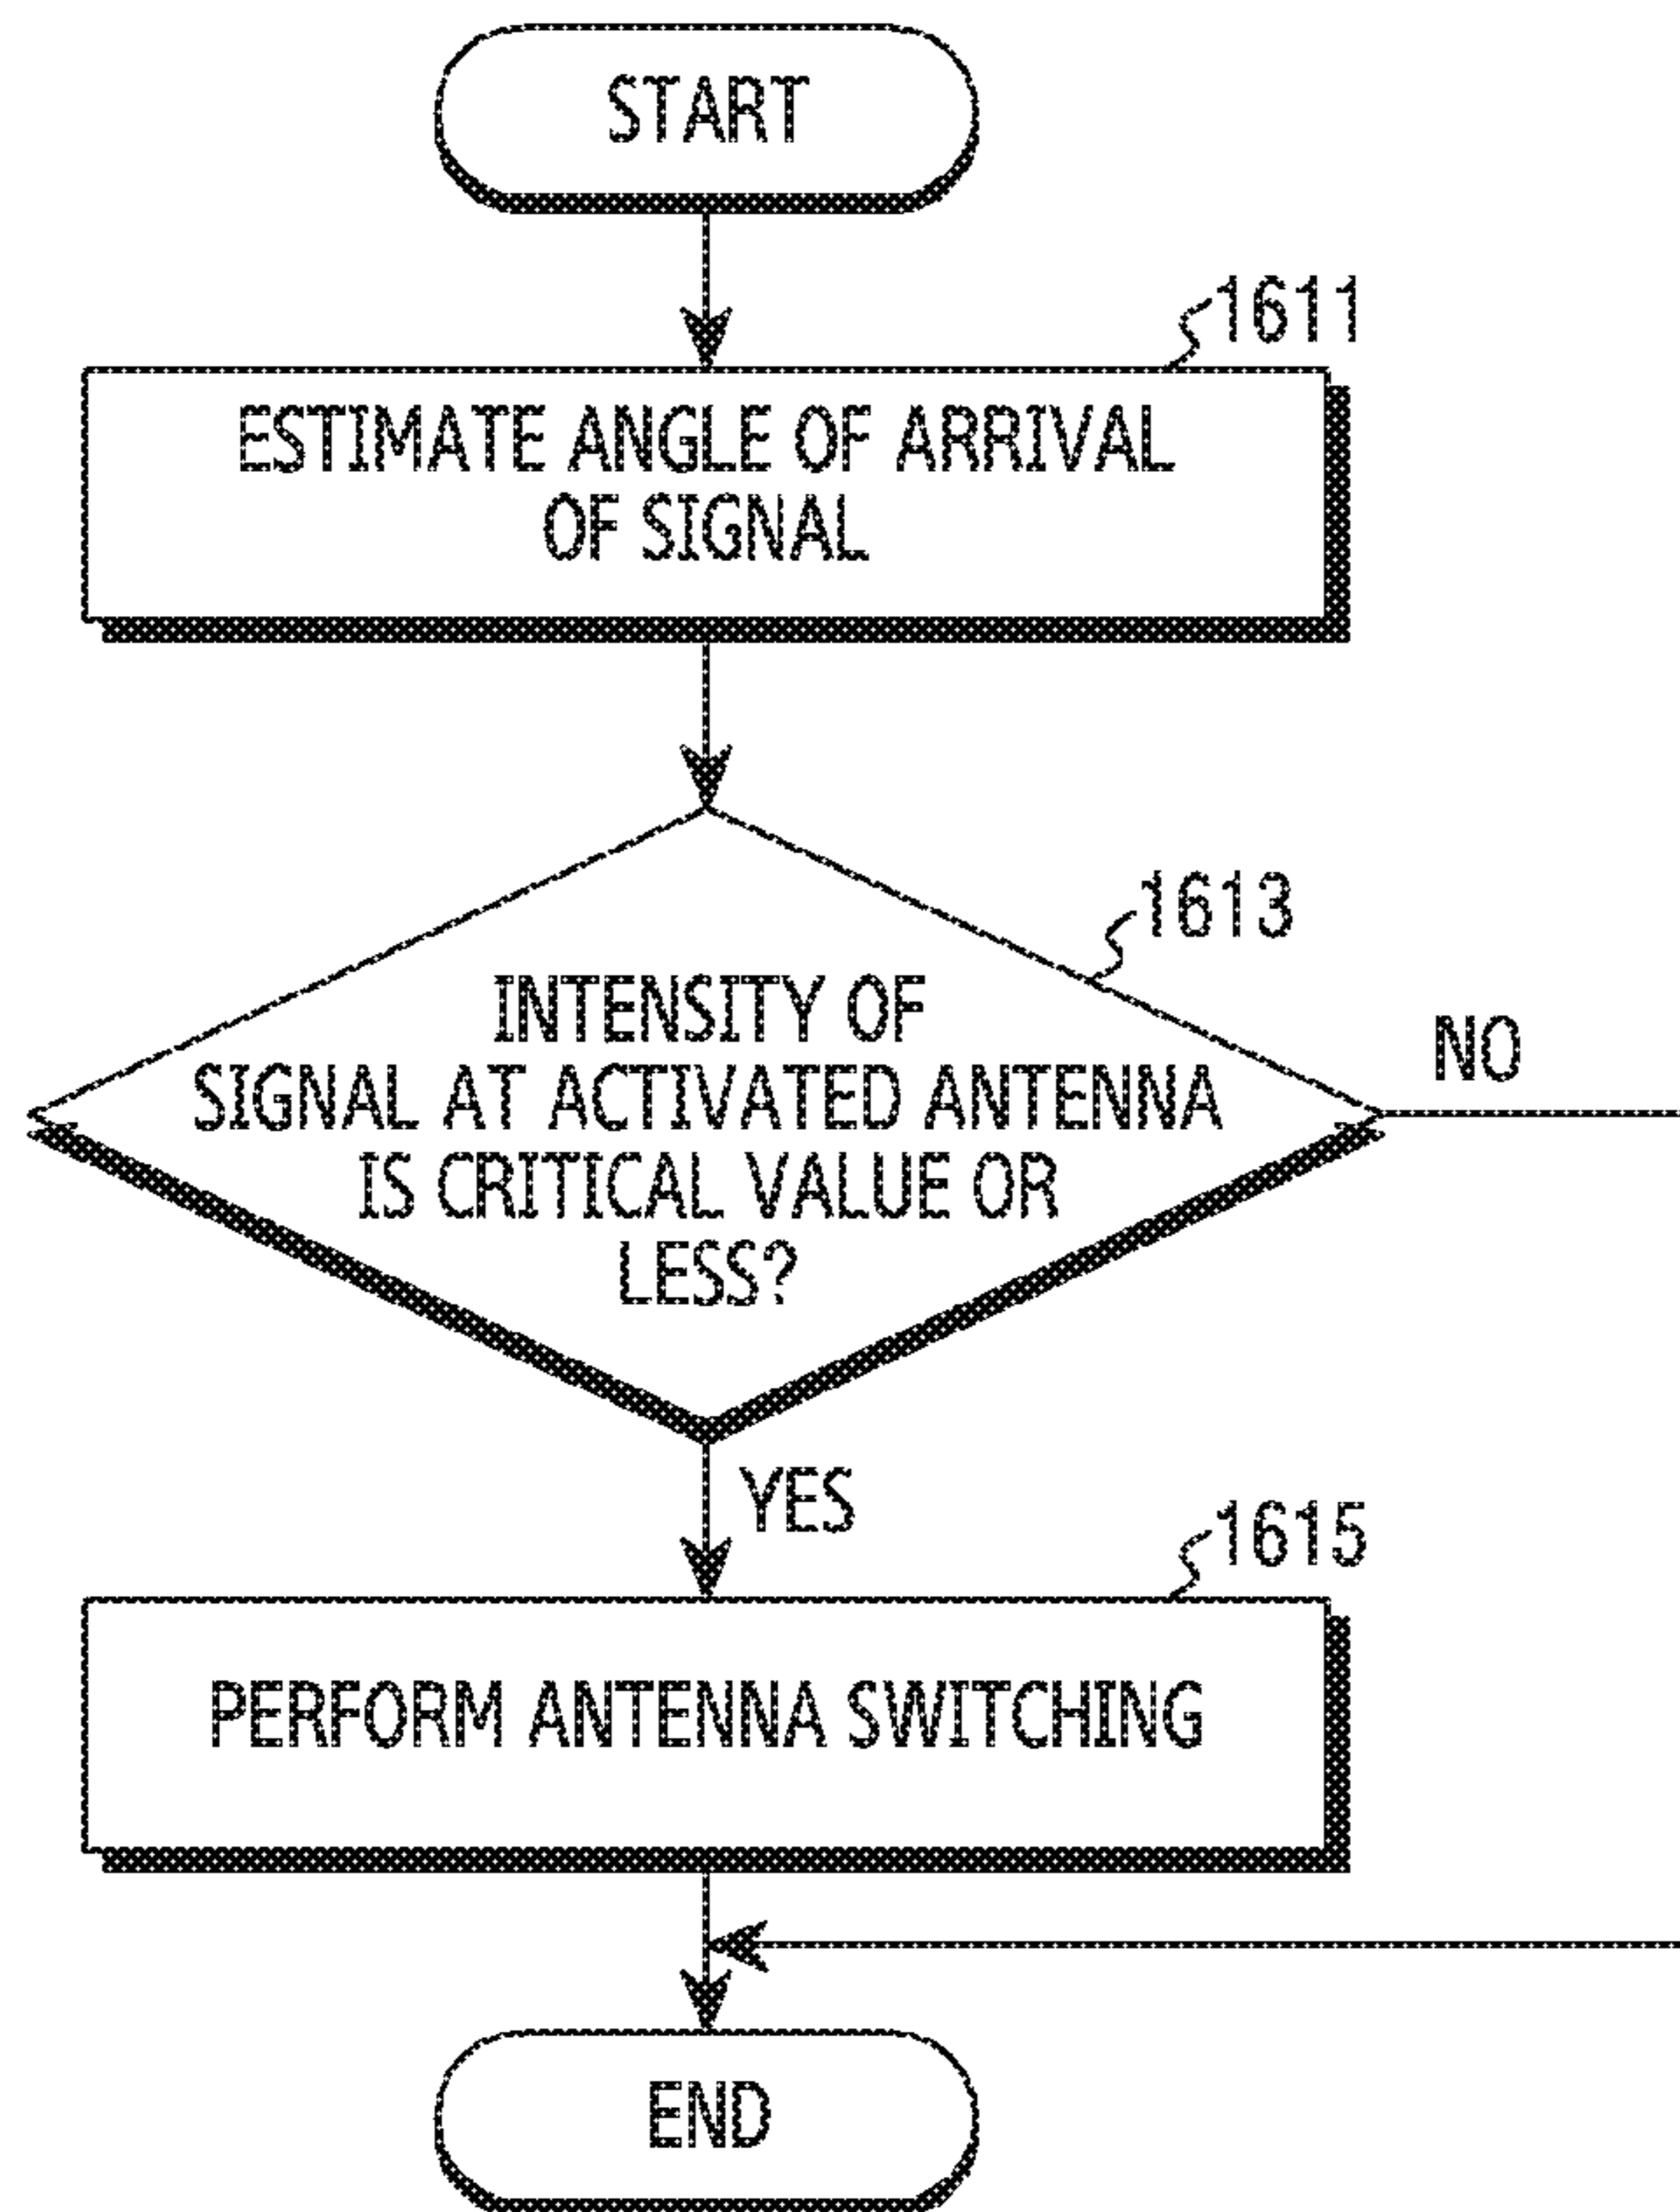 START
1611
ESTIMATE ANGLE OF ARRIVAL
OF SIGNAL
1613
INTENSITY OF
SIGNAL AT ACTIVATED ANTENNA
IS CRITICAL VALUE OR
LESS?
NO
YES
1615
PERFORM ANTENNA SWITCHING
END